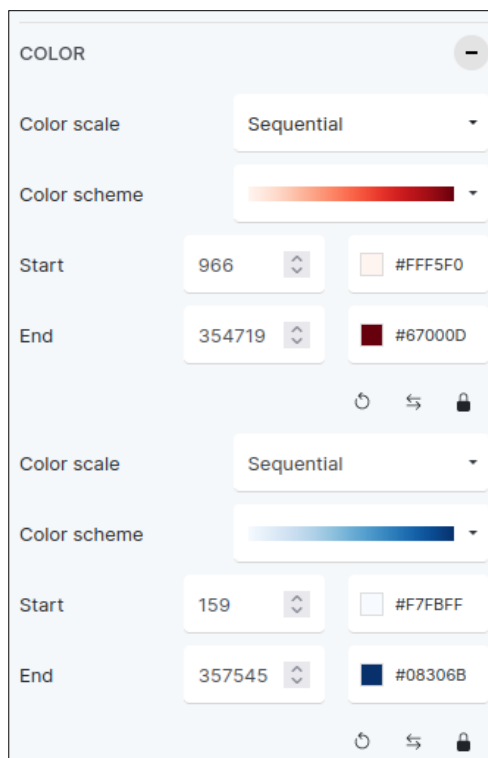 COLOR
Color scale Sequential
Color scheme
Start 966 #FFF5F0
End 354719 #67000D
Color scale Sequential
Color scheme
Start 159 #F7FBFF
End 357545 #08306B